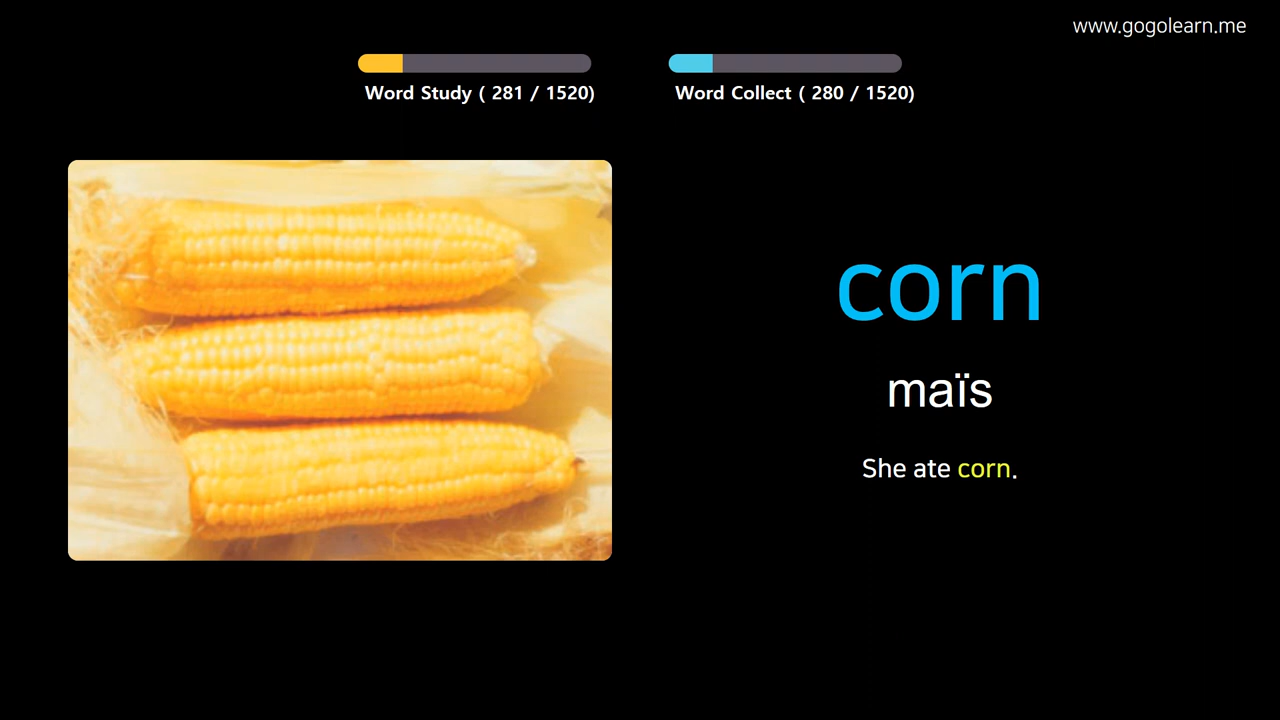 www.gogolearn.me
Word Study ( 281 / 1520)
Word Collect ( 280 / 1520)
corn
maïs
She ate corn.